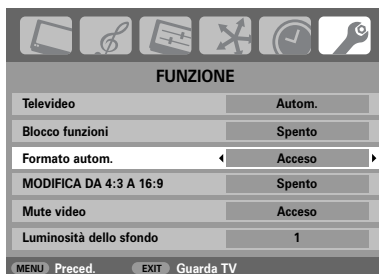 FUNZIONE
Televideo Autom.
Blocco funzioni Spento
Formato autom. Acceso
MODIFICA DA 4:3 A 16:9 Spento
Mute video Acceso
Luminosità dello sfondo 1
MENU Preced. EXIT Guarda TV